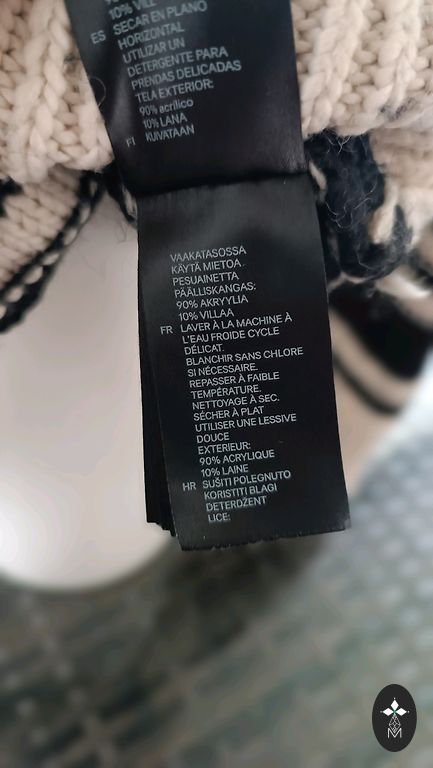 10% VILL
ES SECAR EN PLANO
HORIZONTAL
UTILIZAR UN
DETERGENTE PARA
PRENDAS DELICADAS
TELA EXTERIOR:
90% acrílico
10% LANA
FI KUIVATAAN
VAAKATASOSSA
KÄYTÄ MIETOA
PESUAINETTA
PÄÄLLISKANGAS:
90% AKRYYLIA
10% VILLAA
FR LAVER À LA MACHINE À
L'EAU FROIDE CYCLE
DÉLICAT.
BLANCHIR SANS CHLORE
SI NÉCESSAIRE.
REPASSER À FAIBLE
TEMPÉRATURE.
NETTOYAGE À SEC.
SÉCHER À PLAT
UTILISER UNE LESSIVE
DOUCE
EXTERIEUR:
90% ACRYLIQUE
10% LAINE
HR SUŠITI POLEGNUTO
KORISTITI BLAGI
DETERDŽENT
LICE:
M